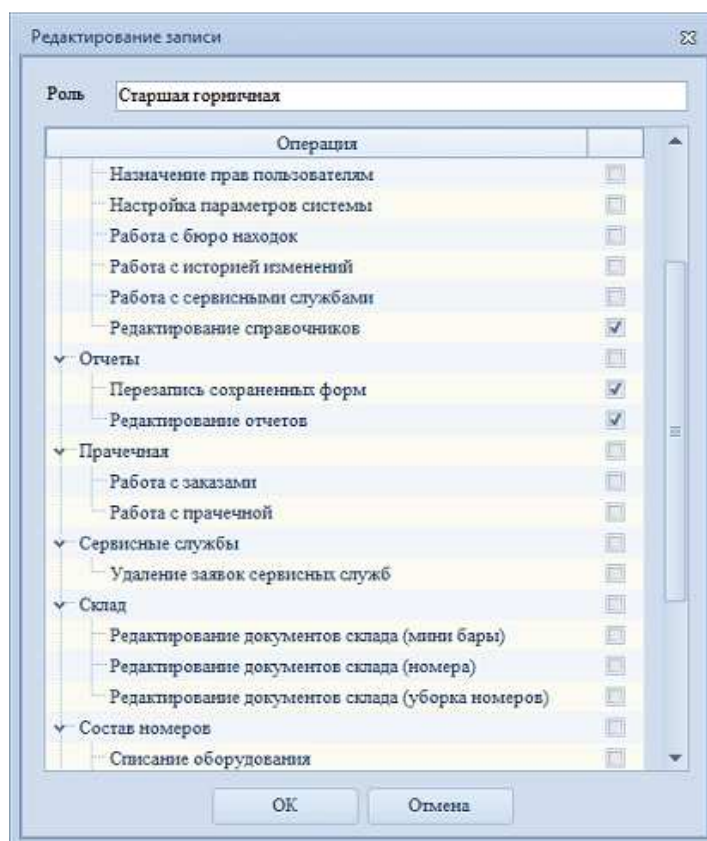 Редактирование записи
Роль Старшая горничная
Операция
Назначение прав пользователям
Настройка параметров системы
Работа с бюро находок
Работа с историей изменений
Работа с сервисными службами
Редактирование справочников
Отчеты
Перезапись сохраненных форм
Редактирование отчетов
Прачечная
Работа с заказами
Работа с прачечной
Сервисные службы
Удаление заявок сервисных служб
Склад
Редактирование документов склада (мини бары)
Редактирование документов склада (номера)
Редактирование документов склада (уборка номеров)
Состав номеров
Списание оборудования
ОК Отмена